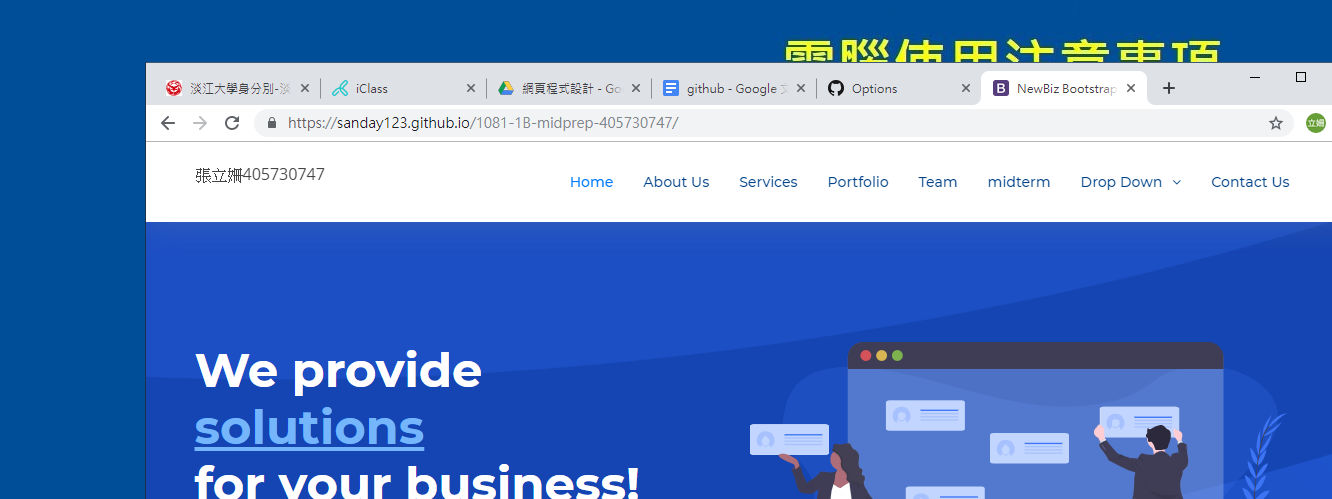 電腦使用注意事項
淡江大學身分別-淡
iClass
網頁程式設計 - Go
github - Google 文
Options
NewBiz Bootstrap
https://sanday123.github.io/1081-1B-midprep-405730747/
立姍
張立姍405730747
Home
About Us
Services
Portfolio
Team
midterm
Drop Down
Contact Us
We provide
solutions
for your business!